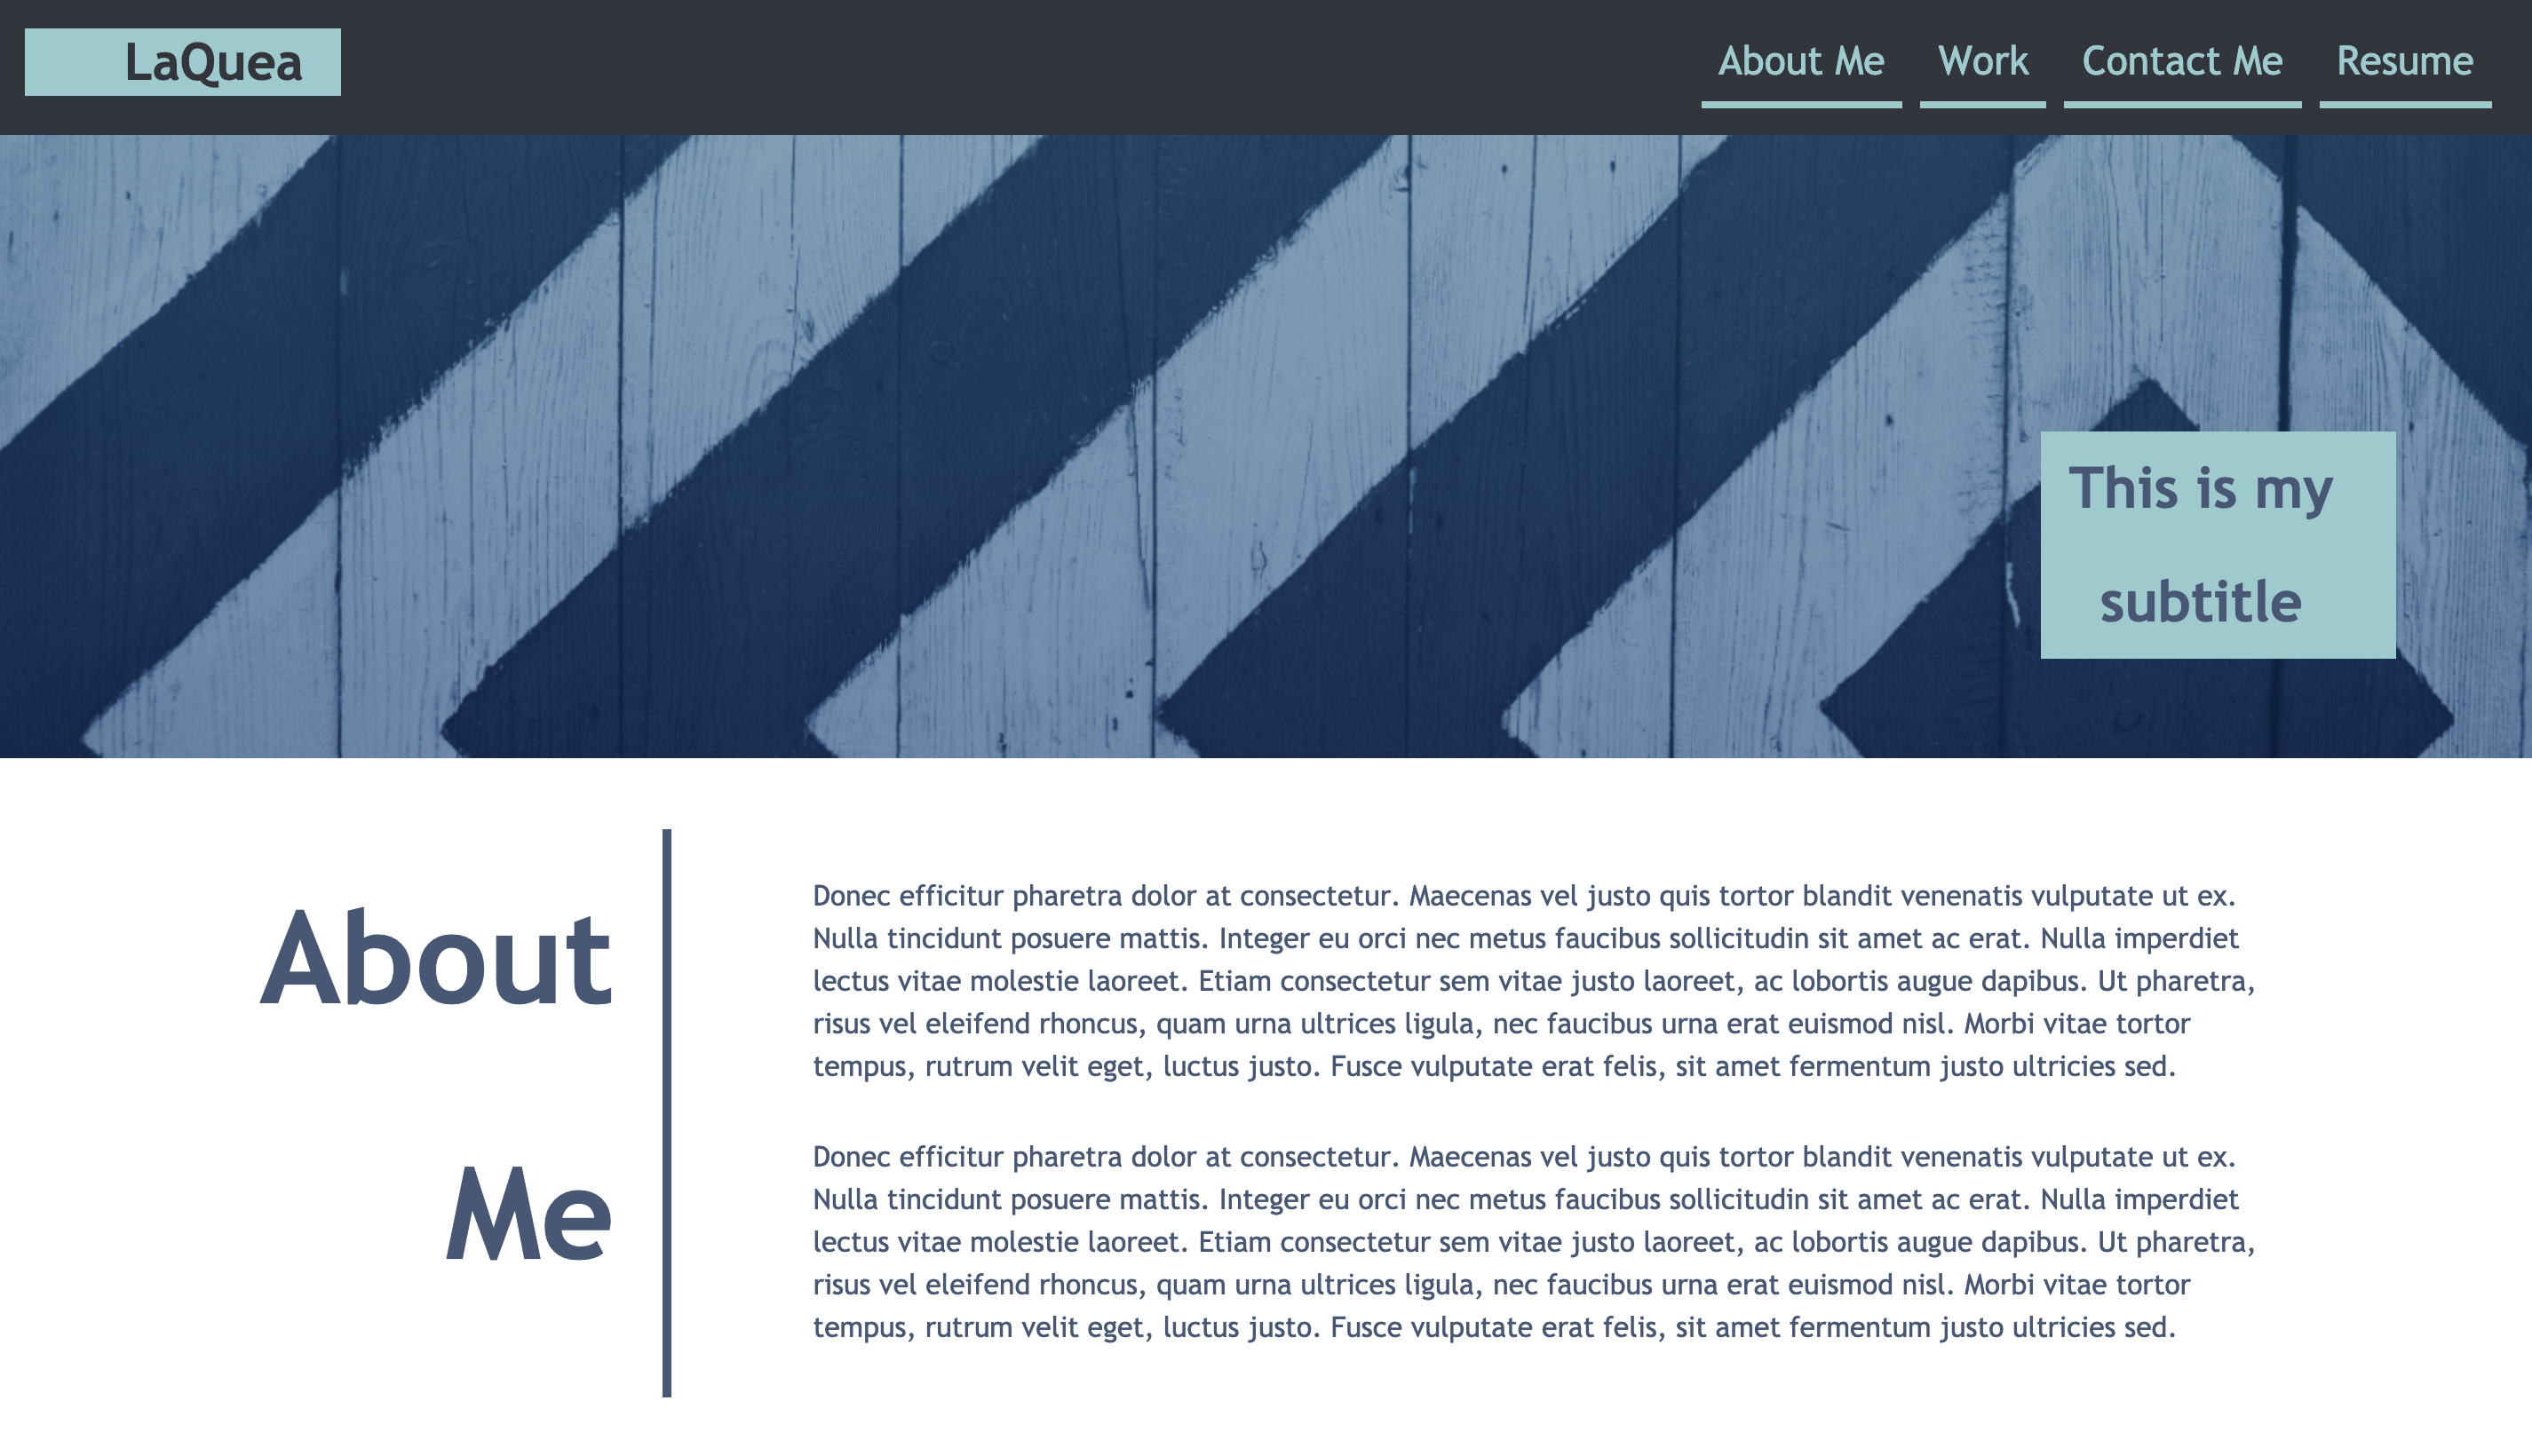 LaQuea
About Me Work Contact Me Resume
This is my
subtitle
About
Me
Donec efficitur pharetra dolor at consectetur. Maecenas vel justo quis tortor blandit venenatis vulputate ut ex.
Nulla tincidunt posuere mattis. Integer eu orci nec metus faucibus sollicitudin sit amet ac erat. Nulla imperdiet
lectus vitae molestie laoreet. Etiam consectetur sem vitae justo laoreet, ac lobortis augue dapibus. Ut pharetra,
risus vel eleifend rhoncus, quam urna ultrices ligula, nec faucibus urna erat euismod nisl. Morbi vitae tortor
tempus, rutrum velit eget, luctus justo. Fusce vulputate erat felis, sit amet fermentum justo ultricies sed.
Donec efficitur pharetra dolor at consectetur. Maecenas vel justo quis tortor blandit venenatis vulputate ut ex.
Nulla tincidunt posuere mattis. Integer eu orci nec metus faucibus sollicitudin sit amet ac erat. Nulla imperdiet
lectus vitae molestie laoreet. Etiam consectetur sem vitae justo laoreet, ac lobortis augue dapibus. Ut pharetra,
risus vel eleifend rhoncus, quam urna ultrices ligula, nec faucibus urna erat euismod nisl. Morbi vitae tortor
tempus, rutrum velit eget, luctus justo. Fusce vulputate erat felis, sit amet fermentum justo ultricies sed.